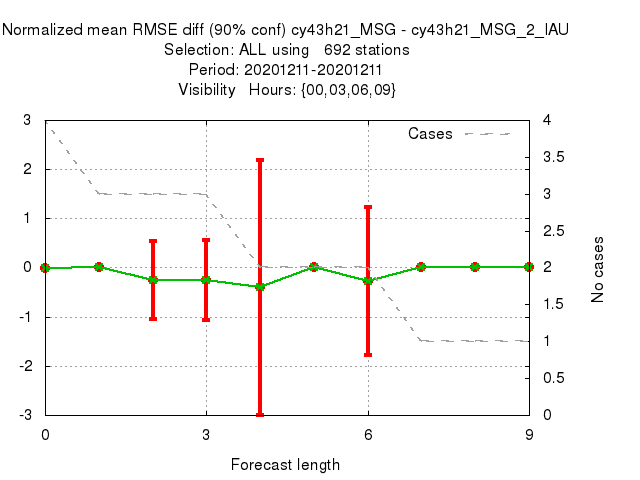 Normalized mean RMSE diff (90% conf) cy43h21_MSG - cy43h21_MSG_2_IAU
Selection: ALL using   692 stations
Period: 20201211-20201211
Visibility   Hours: {00,03,06,09}
Cases
3
2
1
0
-1
-2
-3
4
3.5
3
2.5
2
1.5
1
0.5
0
No cases
0 3 6 9
Forecast length